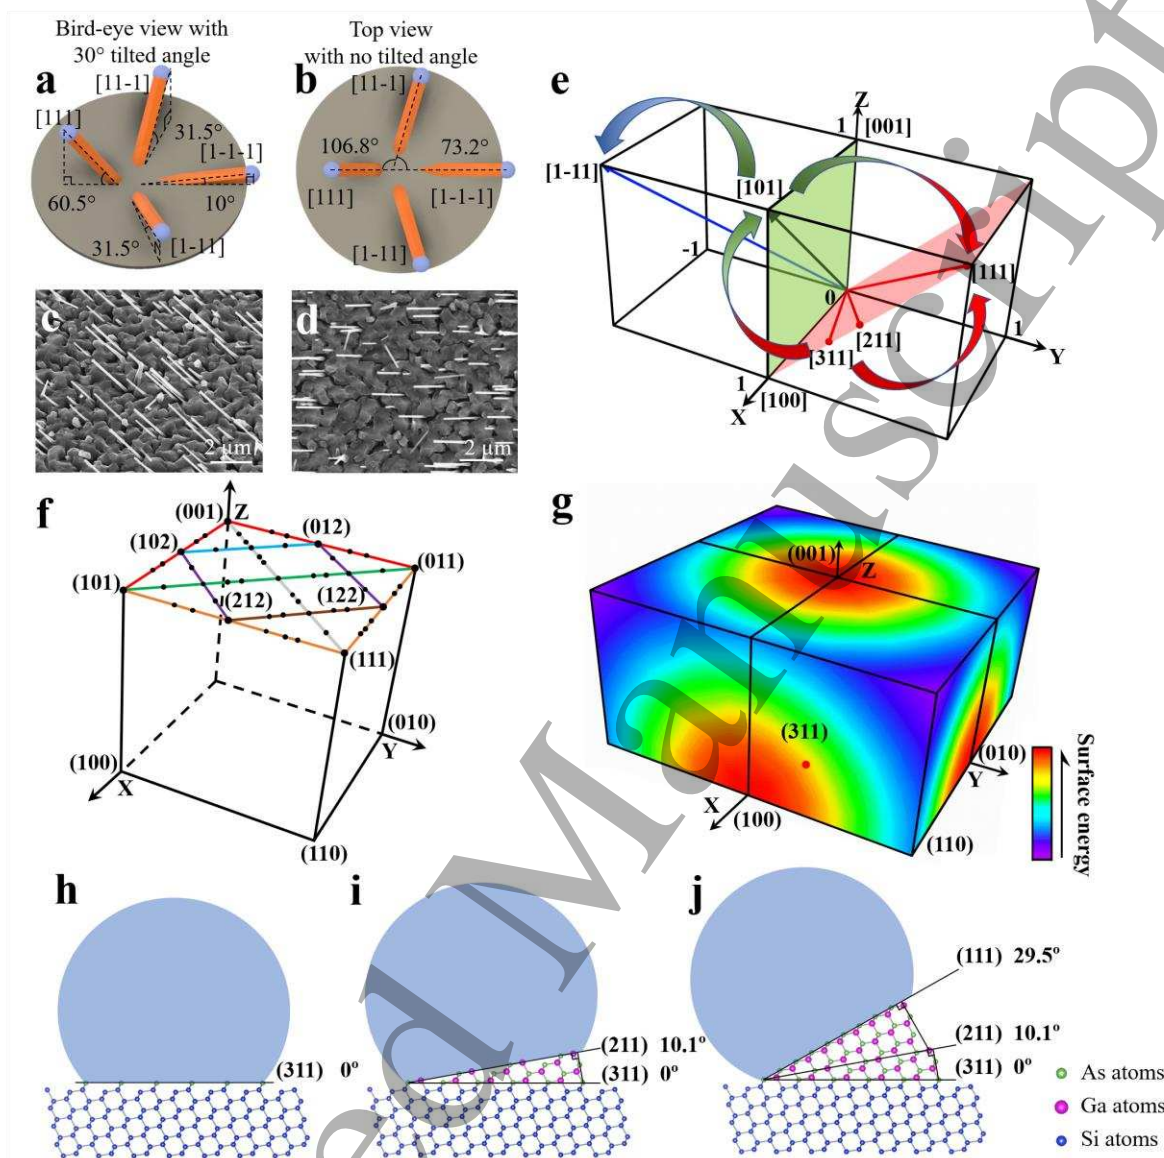 Bird-eye view with
30° tilted angle
Top view
with no tilted angle
a
[11-1]
[111]
31.5°
[1-1-1]
60.5°
10°
31.5°
[1-11]
b
[11-1]
106.8°
73.2°
[111]
[1-1-1]
[1-11]
c
2 μm
d
2 μm
e
Z
1
[001]
[1-11]
[101]
-1
[111]
0
1
[311]
[211]
Y
1
[100]
X
f
(001)
Z
(012)
(102)
(011)
(101)
(212)
(122)
(111)
(010)
Y
(100)
X
(110)
g
(001)
Z
(311)
(010)
Y
X
(100)
(110)
Surface energy
h
(311) 0°
i
(211) 10.1°
(311) 0°
j
(111) 29.5°
(211) 10.1°
(311) 0°
As atoms
Ga atoms
Si atoms
ed Manuscript